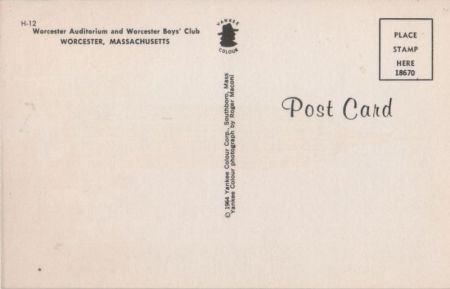 H-12
Worcester Auditorium and Worcester Boys' Club
WORCESTER, MASSACHUSETTS
YANKEE
COLOUR
PLACE
STAMP
HERE
18670
Post Card
© 1964 Yankee Colour Corp., Southboro, Mass
Yankee Colour photograph by Roger Maconi